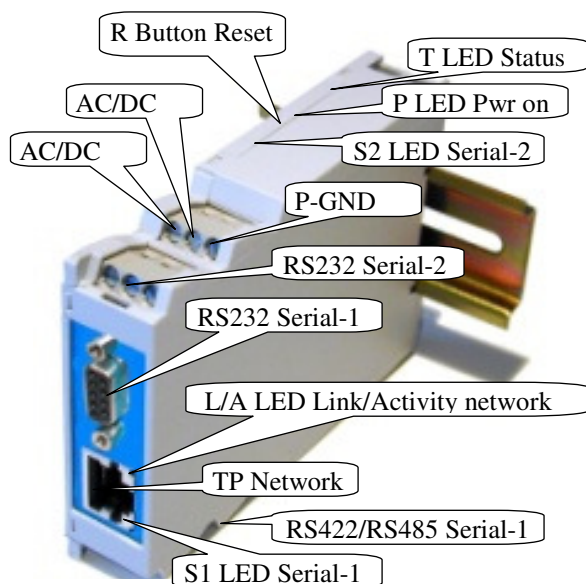 R Button Reset
T LED Status
AC/DC
P LED Pwr on
AC/DC
S2 LED Serial-2
P-GND
RS232 Serial-2
RS232 Serial-1
L/A LED Link/Activity network
TP Network
RS422/RS485 Serial-1
S1 LED Serial-1